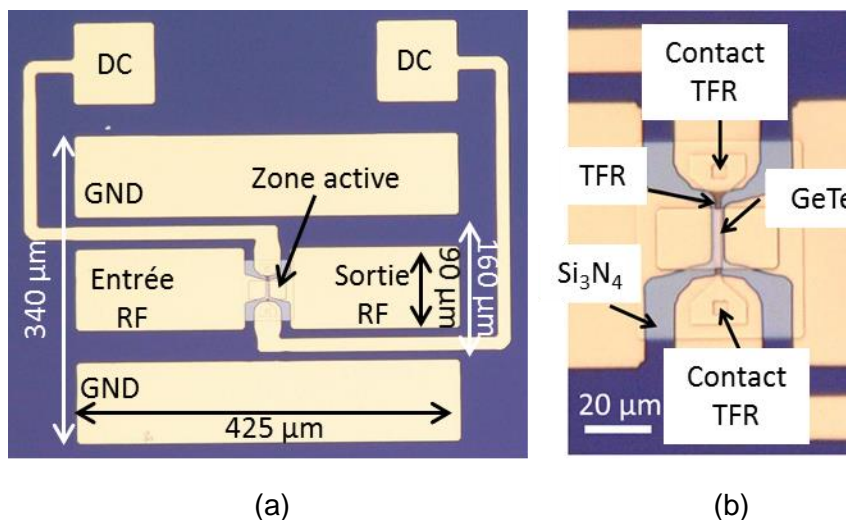 DC
DC
GND
Zone active
Entrée
RF
Sortie
RF
340 µm
90 µm
160 µm
GND
425 µm
(a)
Contact
TFR
TFR
GeTe
Si₃N₄
Contact
TFR
20 µm
(b)